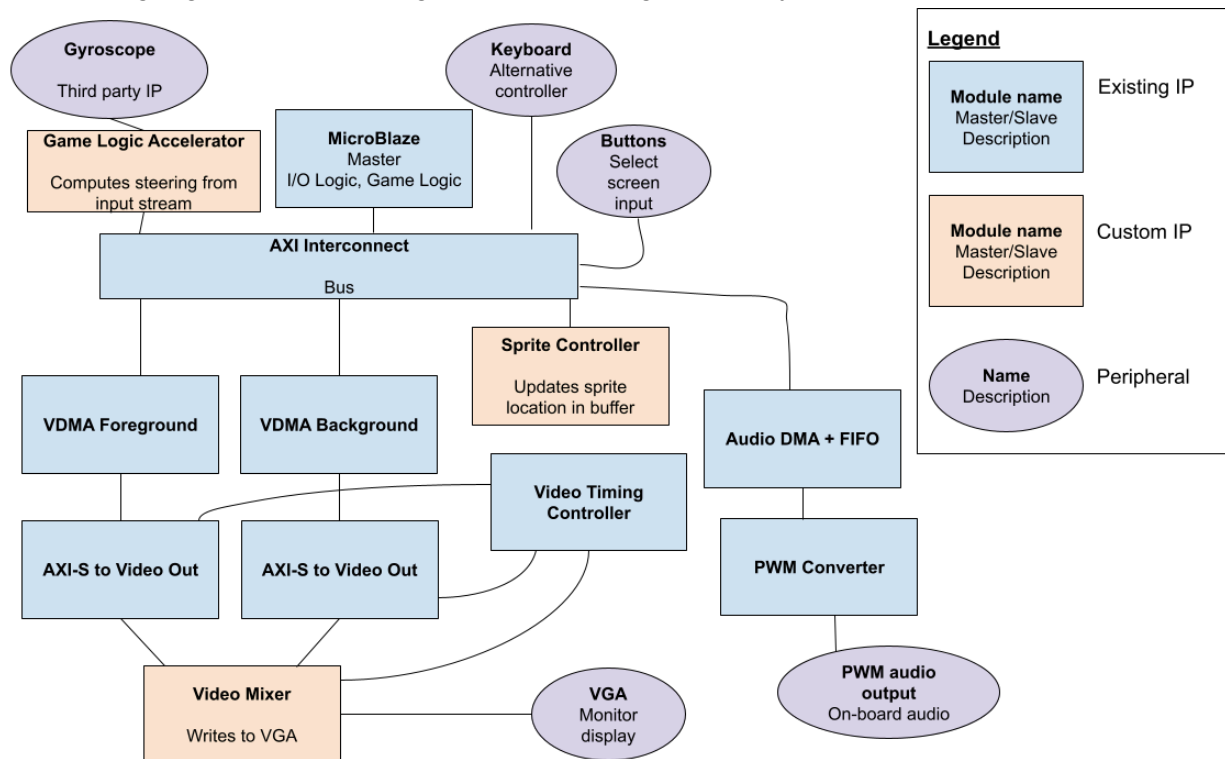 Gyroscope
Third party IP
Keyboard
Alternative
controller
Game Logic Accelerator
Computes steering from
input stream
MicroBlaze
Master
I/O Logic, Game Logic
Buttons
Select
screen
input
AXI Interconnect
Bus
VDMA Foreground
VDMA Background
Sprite Controller
Updates sprite
location in buffer
Audio DMA + FIFO
Video Timing
Controller
AXI-S to Video Out
AXI-S to Video Out
PWM Converter
Video Mixer
Writes to VGA
VGA
Monitor
display
PWM audio
output
On-board audio
Legend
Module name
Master/Slave
Description
Existing IP
Module name
Master/Slave
Description
Custom IP
Name
Description
Peripheral